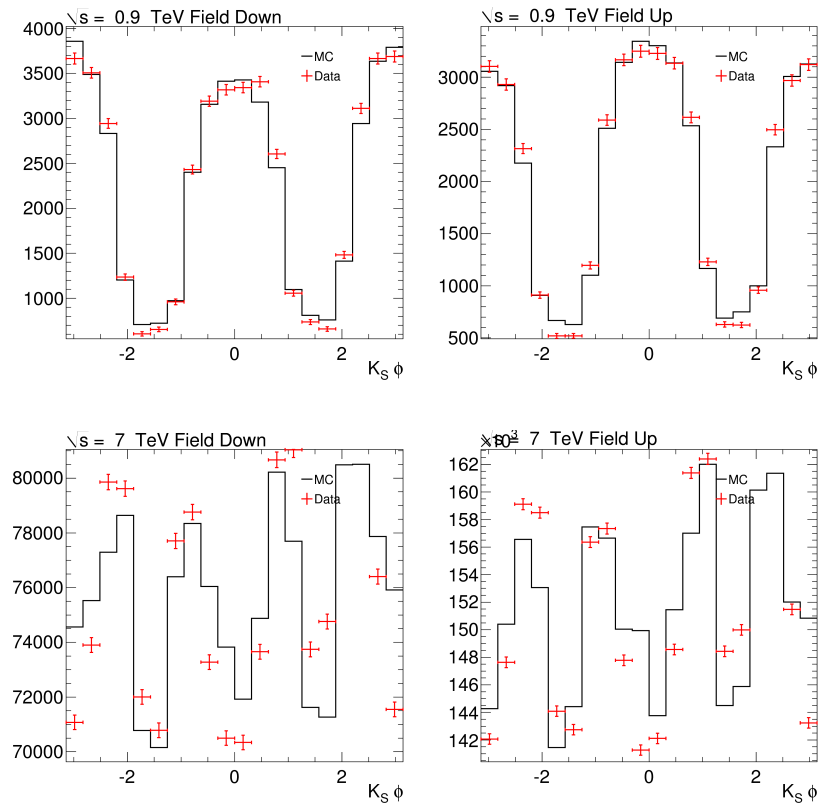 √s = 0.9 TeV Field Down
4000
3500
3000
2500
2000
1500
1000
-2 0 2
K_S ϕ
MC
Data
√s = 0.9 TeV Field Up
3000
2500
2000
1500
1000
500
-2 0 2
K_S ϕ
MC
Data
√s = 7 TeV Field Down
80000
78000
76000
74000
72000
70000
-2 0 2
K_S ϕ
MC
Data
×10³
√s = 7 TeV Field Up
162
160
158
156
154
152
150
148
146
144
142
-2 0 2
K_S ϕ
MC
Data